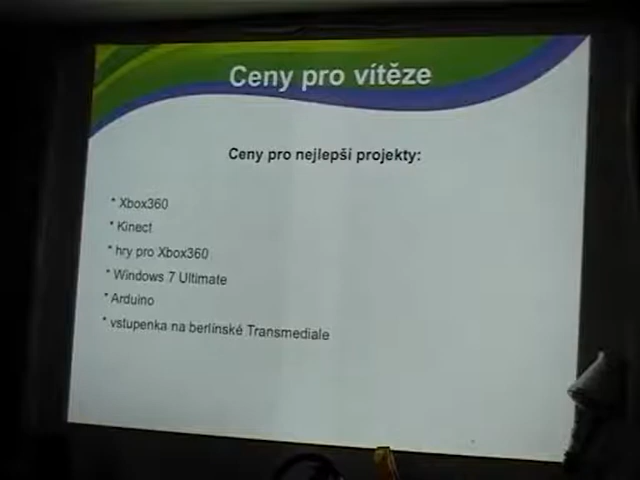 Ceny pro vítěze
Ceny pro nejlepší projekty:
* Xbox360
* Kinect
* hry pro Xbox360
* Windows 7 Ultimate
* Arduino
* vstupenka na berlínské Transmediale